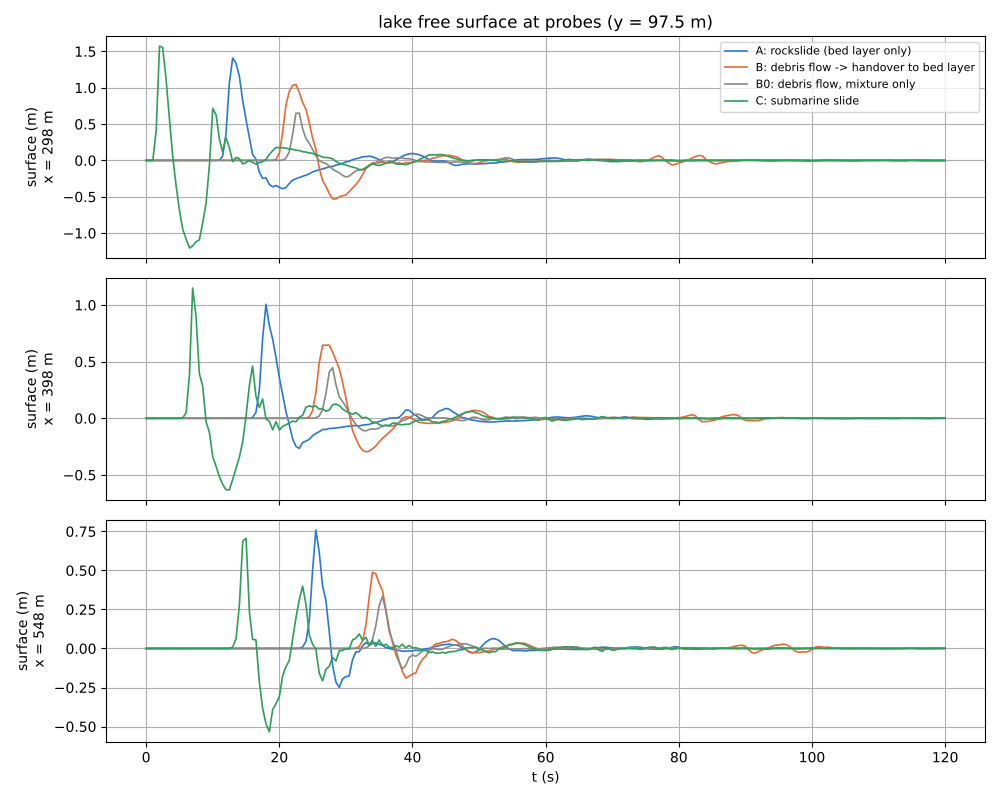 lake free surface at probes (y = 97.5 m)
A: rockslide (bed layer only)
B: debris flow -> handover to bed layer
B0: debris flow, mixture only
C: submarine slide
surface (m)
x = 298 m
1.5
1.0
0.5
0.0
−0.5
−1.0
surface (m)
x = 398 m
1.0
0.5
0.0
−0.5
surface (m)
x = 548 m
0.75
0.50
0.25
0.00
−0.25
−0.50
0 20 40 60 80 100 120
t (s)